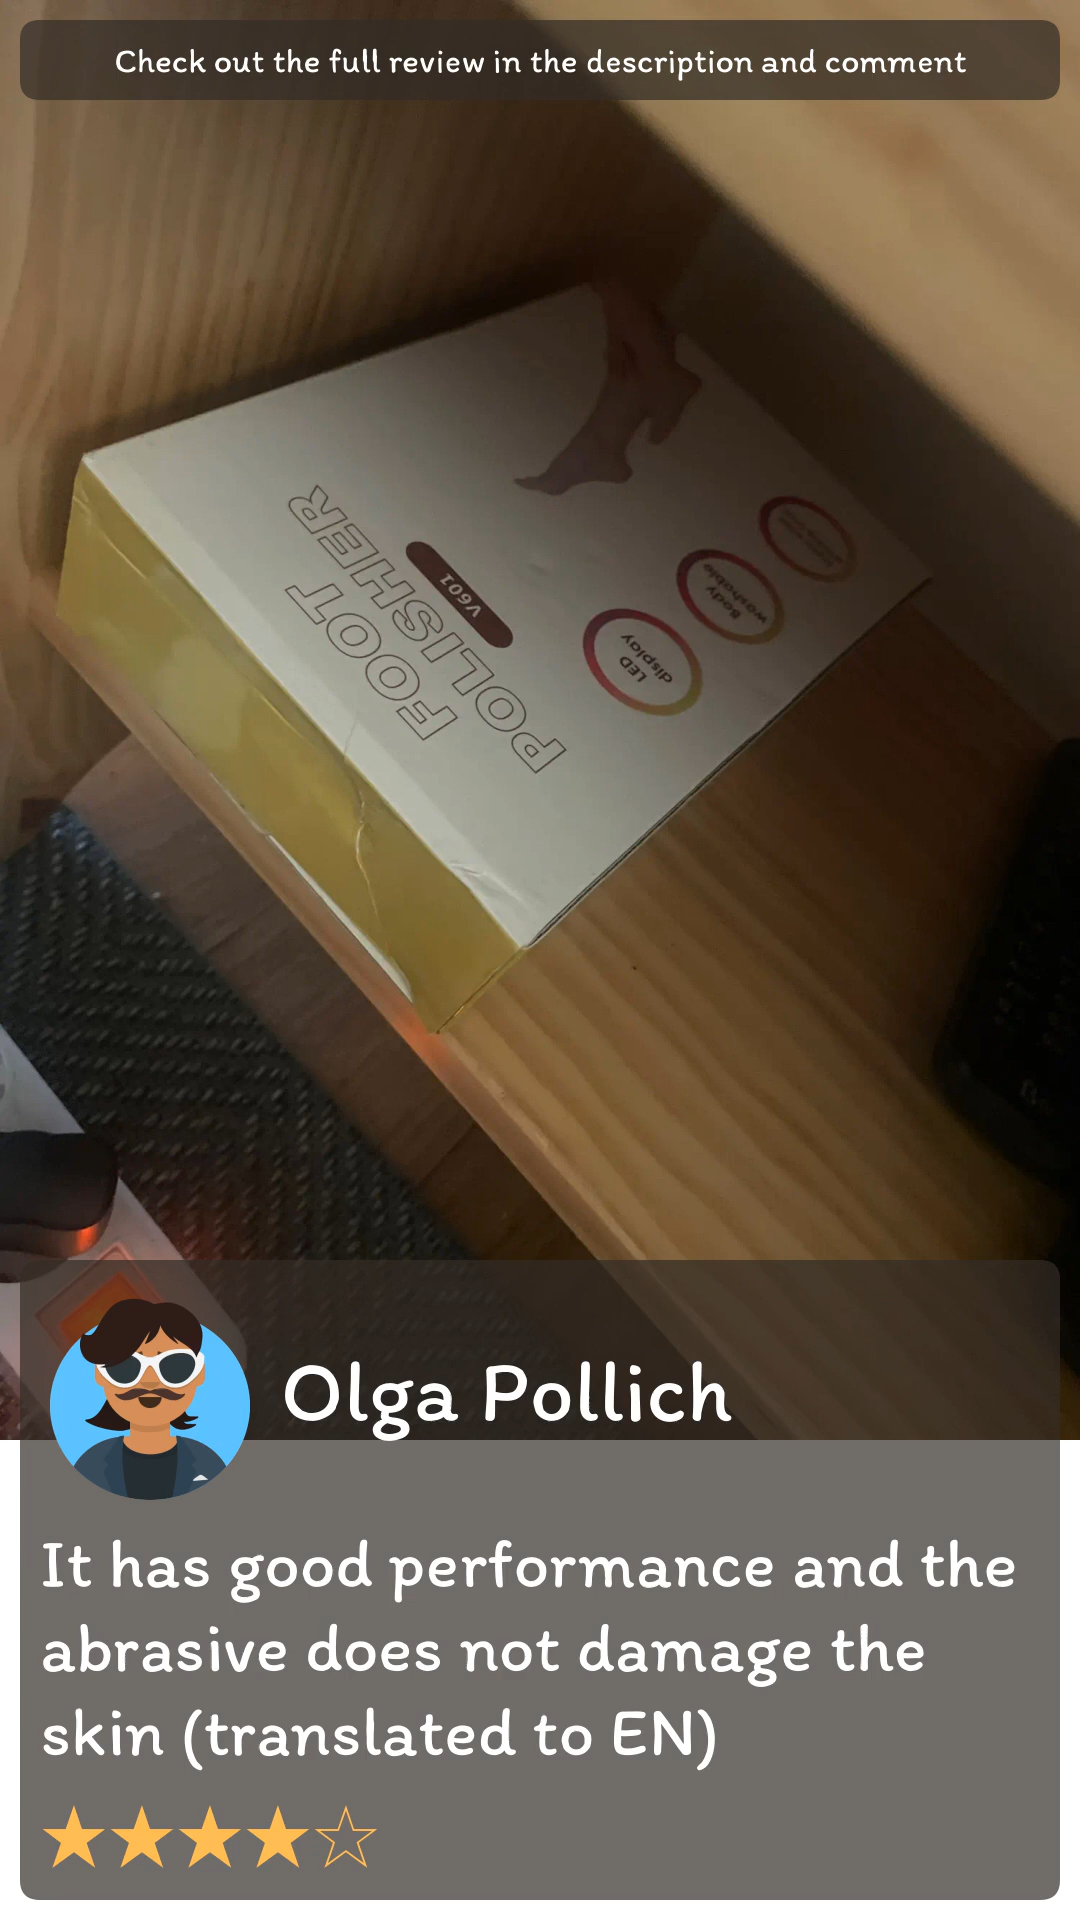 Check out the full review in the description and comment
FOOT
POLISHER
V601
LED
display
Body
washable
Olga Pollich
It has good performance and the
abrasive does not damage the
skin (translated to EN)